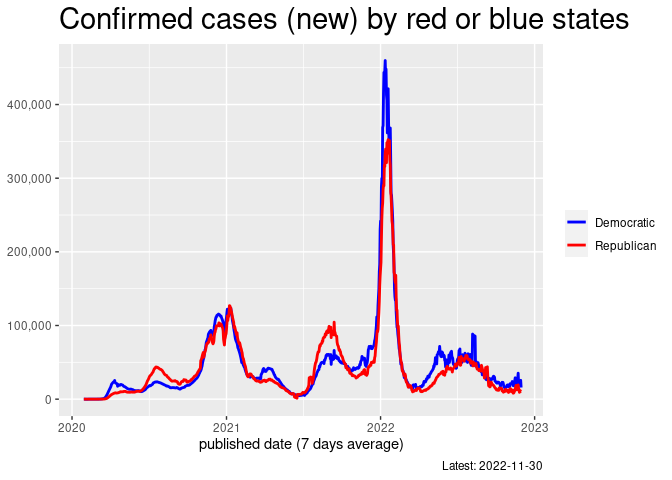 Confirmed cases (new) by red or blue states
400,000
300,000
200,000
100,000
0
2020
2021
2022
2023
published date (7 days average)
Democratic
Republican
Latest: 2022-11-30